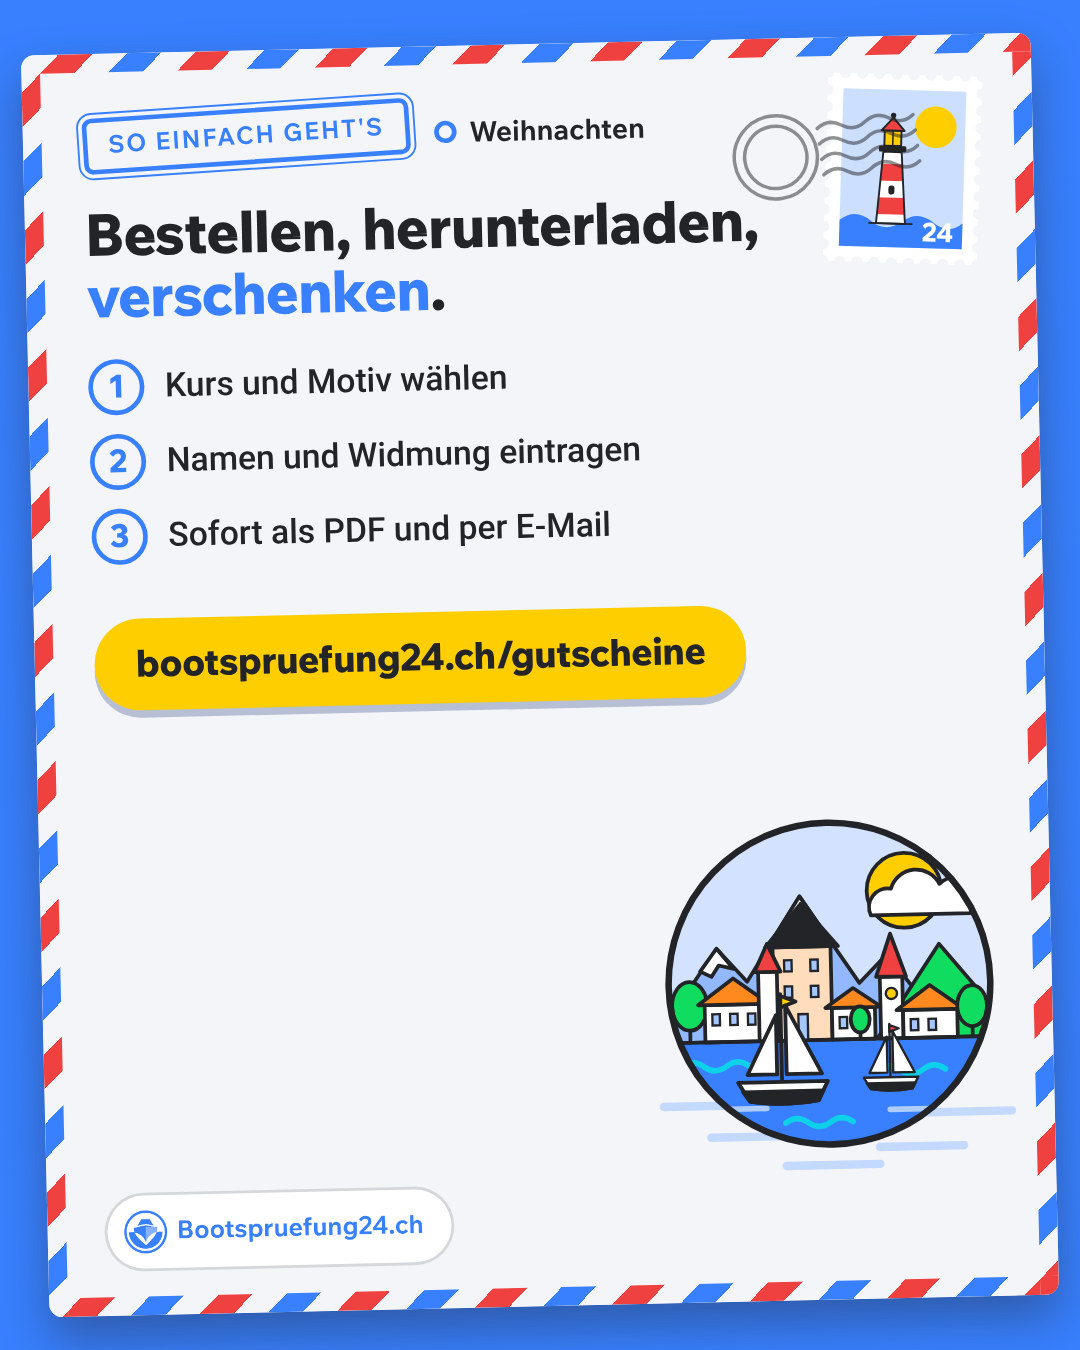 SO EINFACH GEHT'S
Weihnachten
24
Bestellen, herunterladen,
verschenken.
1 Kurs und Motiv wählen
2 Namen und Widmung eintragen
3 Sofort als PDF und per E-Mail
bootspruefung24.ch/gutscheine
Bootspruefung24.ch